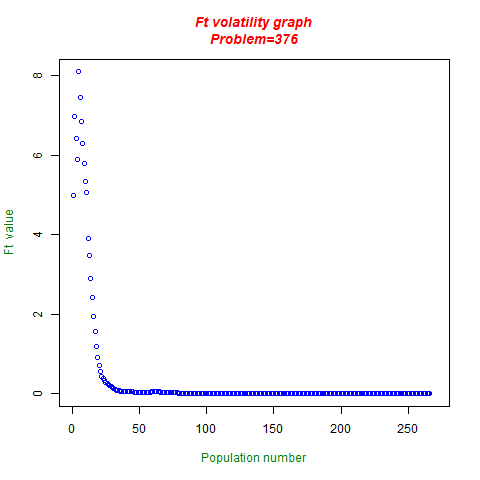 Ft volatility graph
Problem=376
8
6
4
2
0
Ft value
0 50 100 150 200 250
Population number